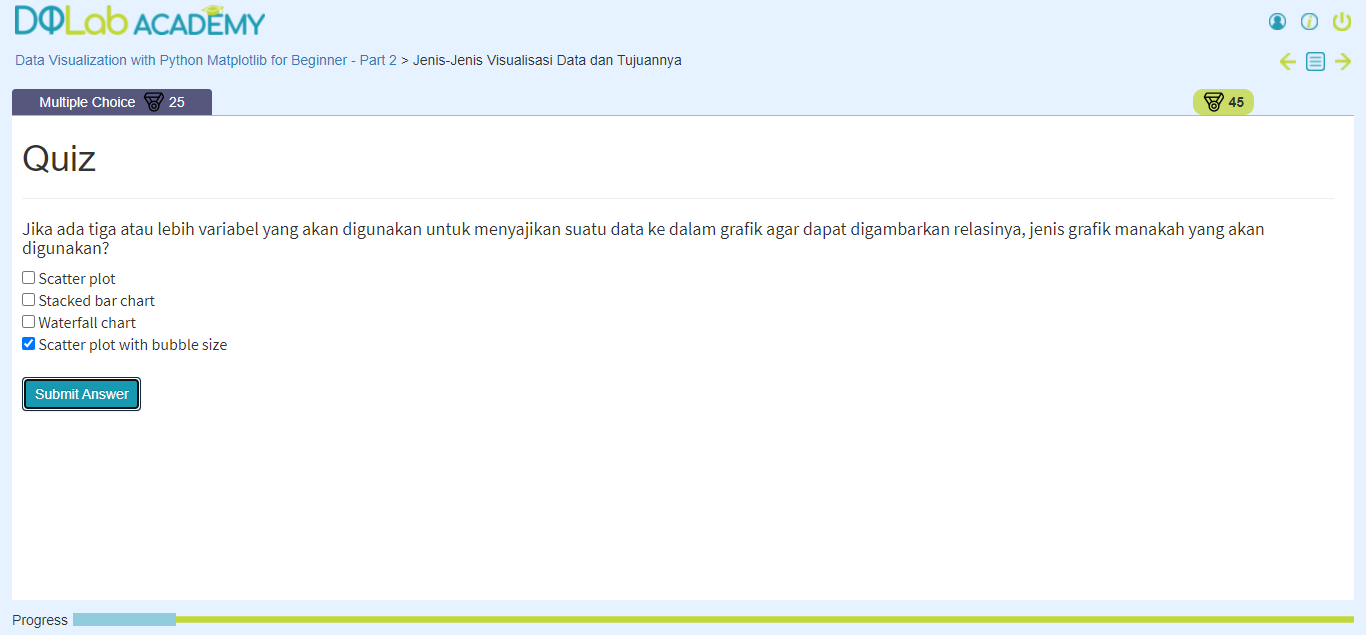 DQLab ACADEMY
Data Visualization with Python Matplotlib for Beginner - Part 2 > Jenis-Jenis Visualisasi Data dan Tujuannya
Multiple Choice 25
45
Quiz
Jika ada tiga atau lebih variabel yang akan digunakan untuk menyajikan suatu data ke dalam grafik agar dapat digambarkan relasinya, jenis grafik manakah yang akan
digunakan?
Scatter plot
Stacked bar chart
Waterfall chart
Scatter plot with bubble size
Submit Answer
Progress